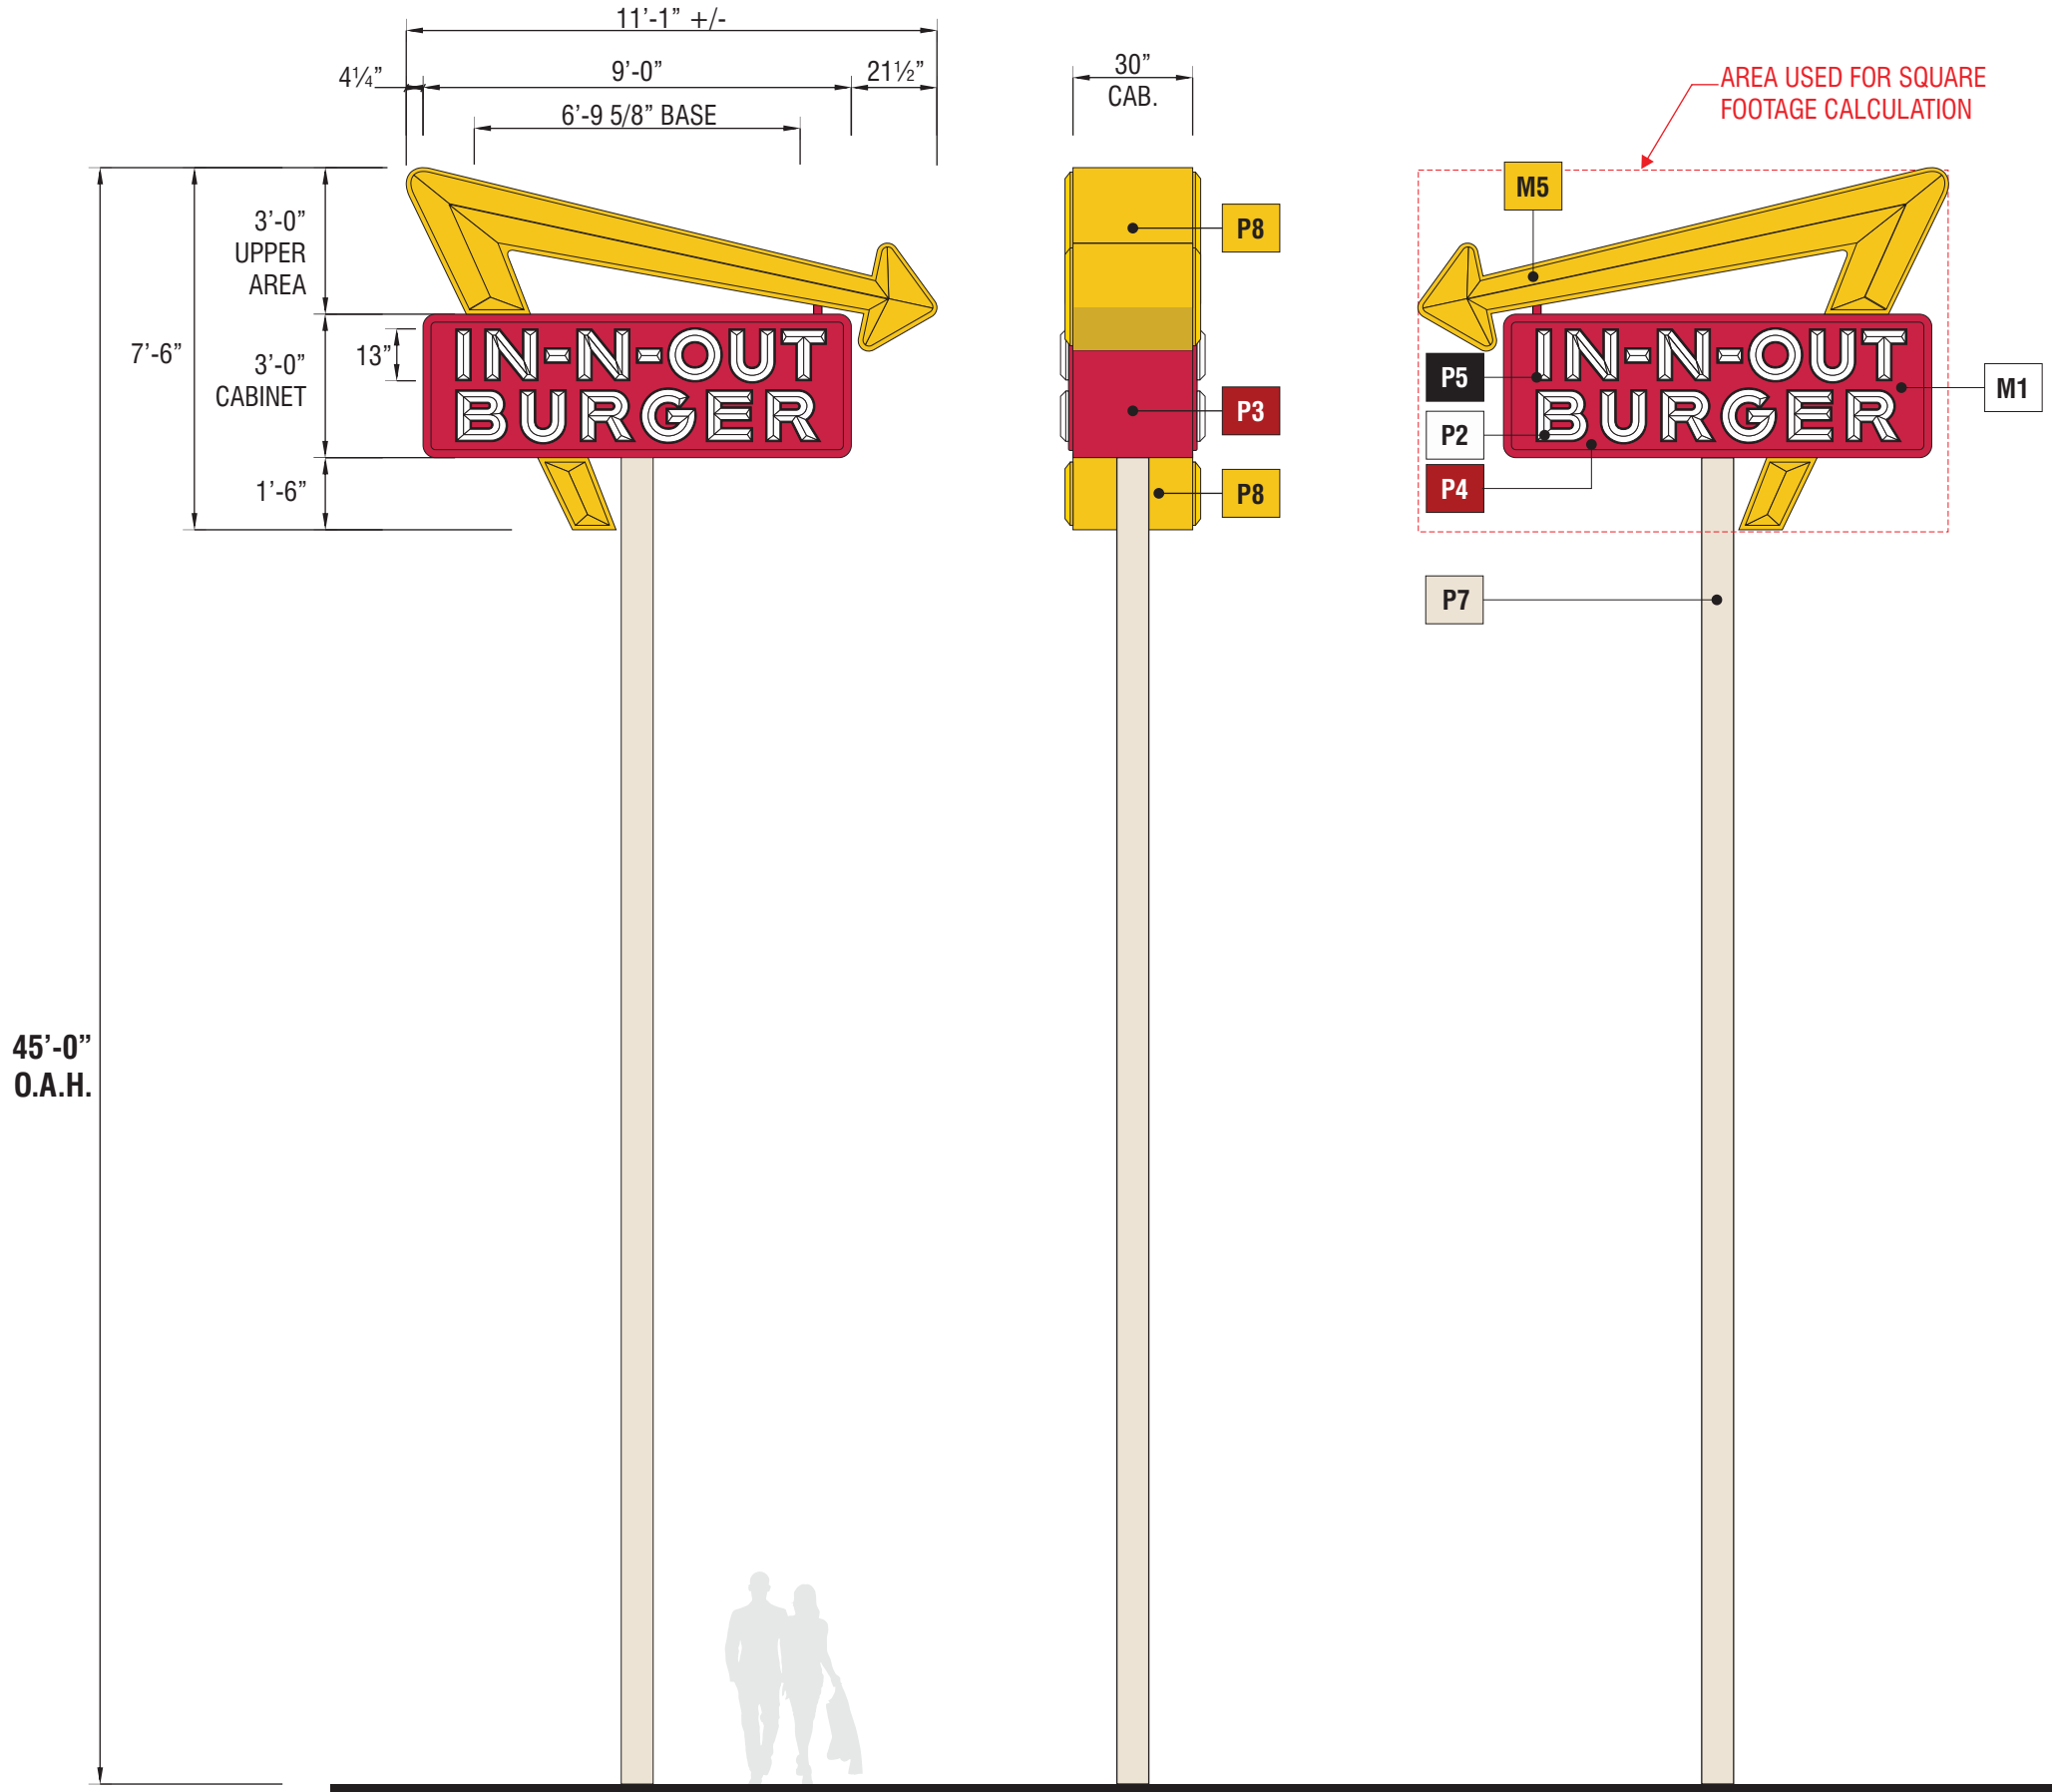 11’-1” +/-
4¼”
9’-0”
21½”
6’-9 5/8” BASE
30”
CAB.
AREA USED FOR SQUARE
FOOTAGE CALCULATION
3’-0”
UPPER
AREA
7’-6”
3’-0”
CABINET
13”
1’-6”
IN-N-OUT
BURGER
P8
P3
P8
M5
IN-N-OUT
BURGER
P5
P2
P4
M1
P7
45’-0”
O.A.H.